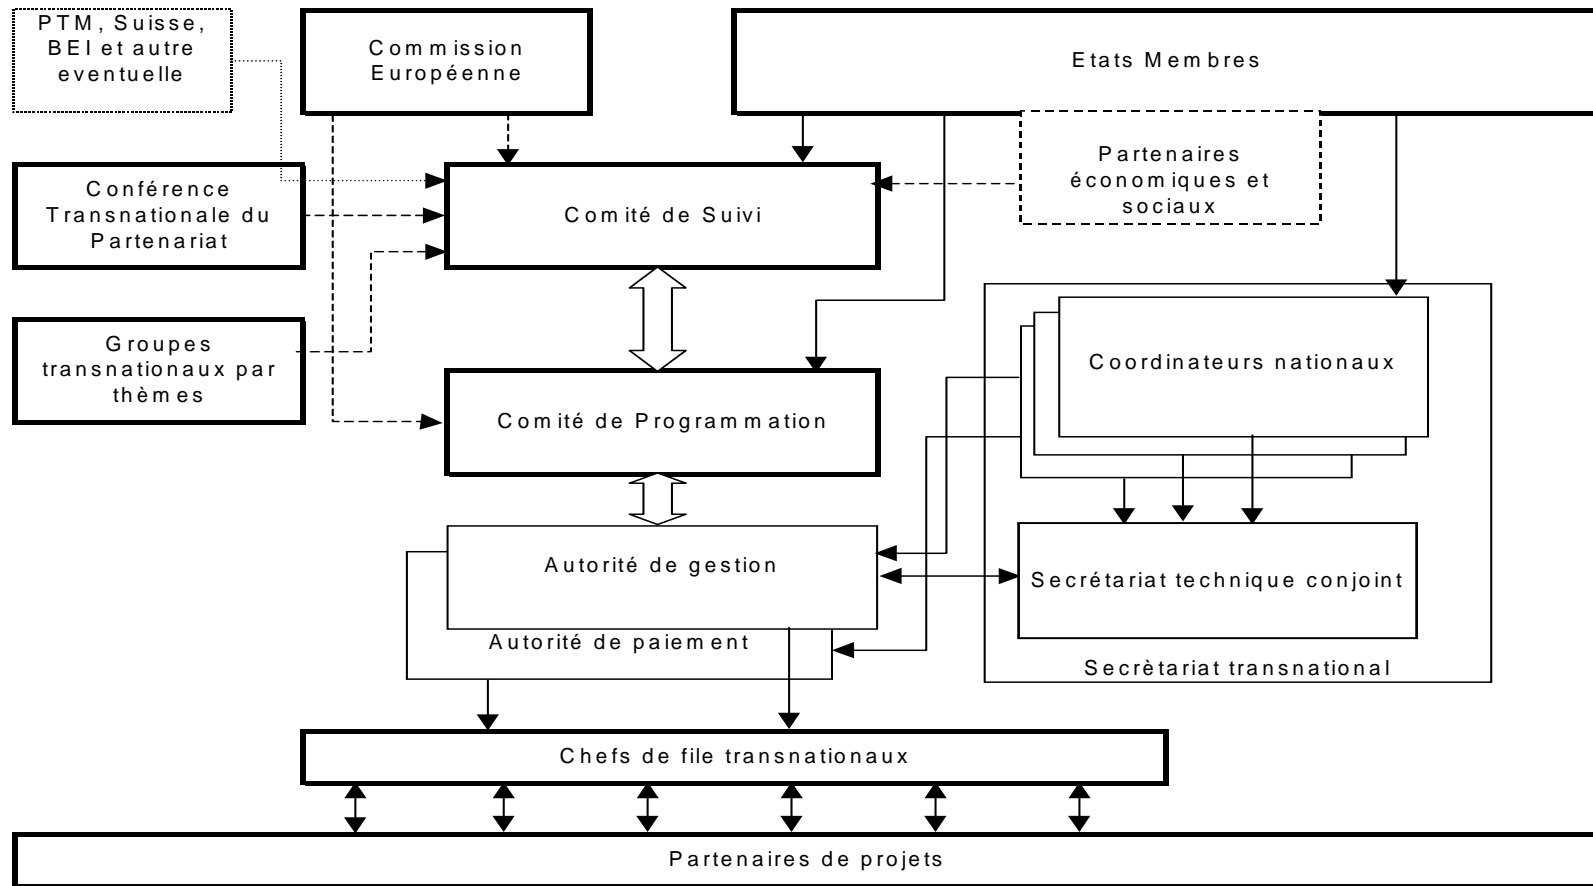 PTM, Suisse,
BEI et autre
eventuelle
Commission
Européenne
Etats Membres
Partenaires
économiques et
sociaux
Conférence
Transnationale du
Partenariat
Comité de Suivi
Groupes
transnationaux par
thèmes
Coordinateurs nationaux
Comité de Programmation
Autorité de gestion
Secrétariat technique conjoint
Autorité de paiement
Secrètariat transnational
Chefs de file transnationaux
Partenaires de projets